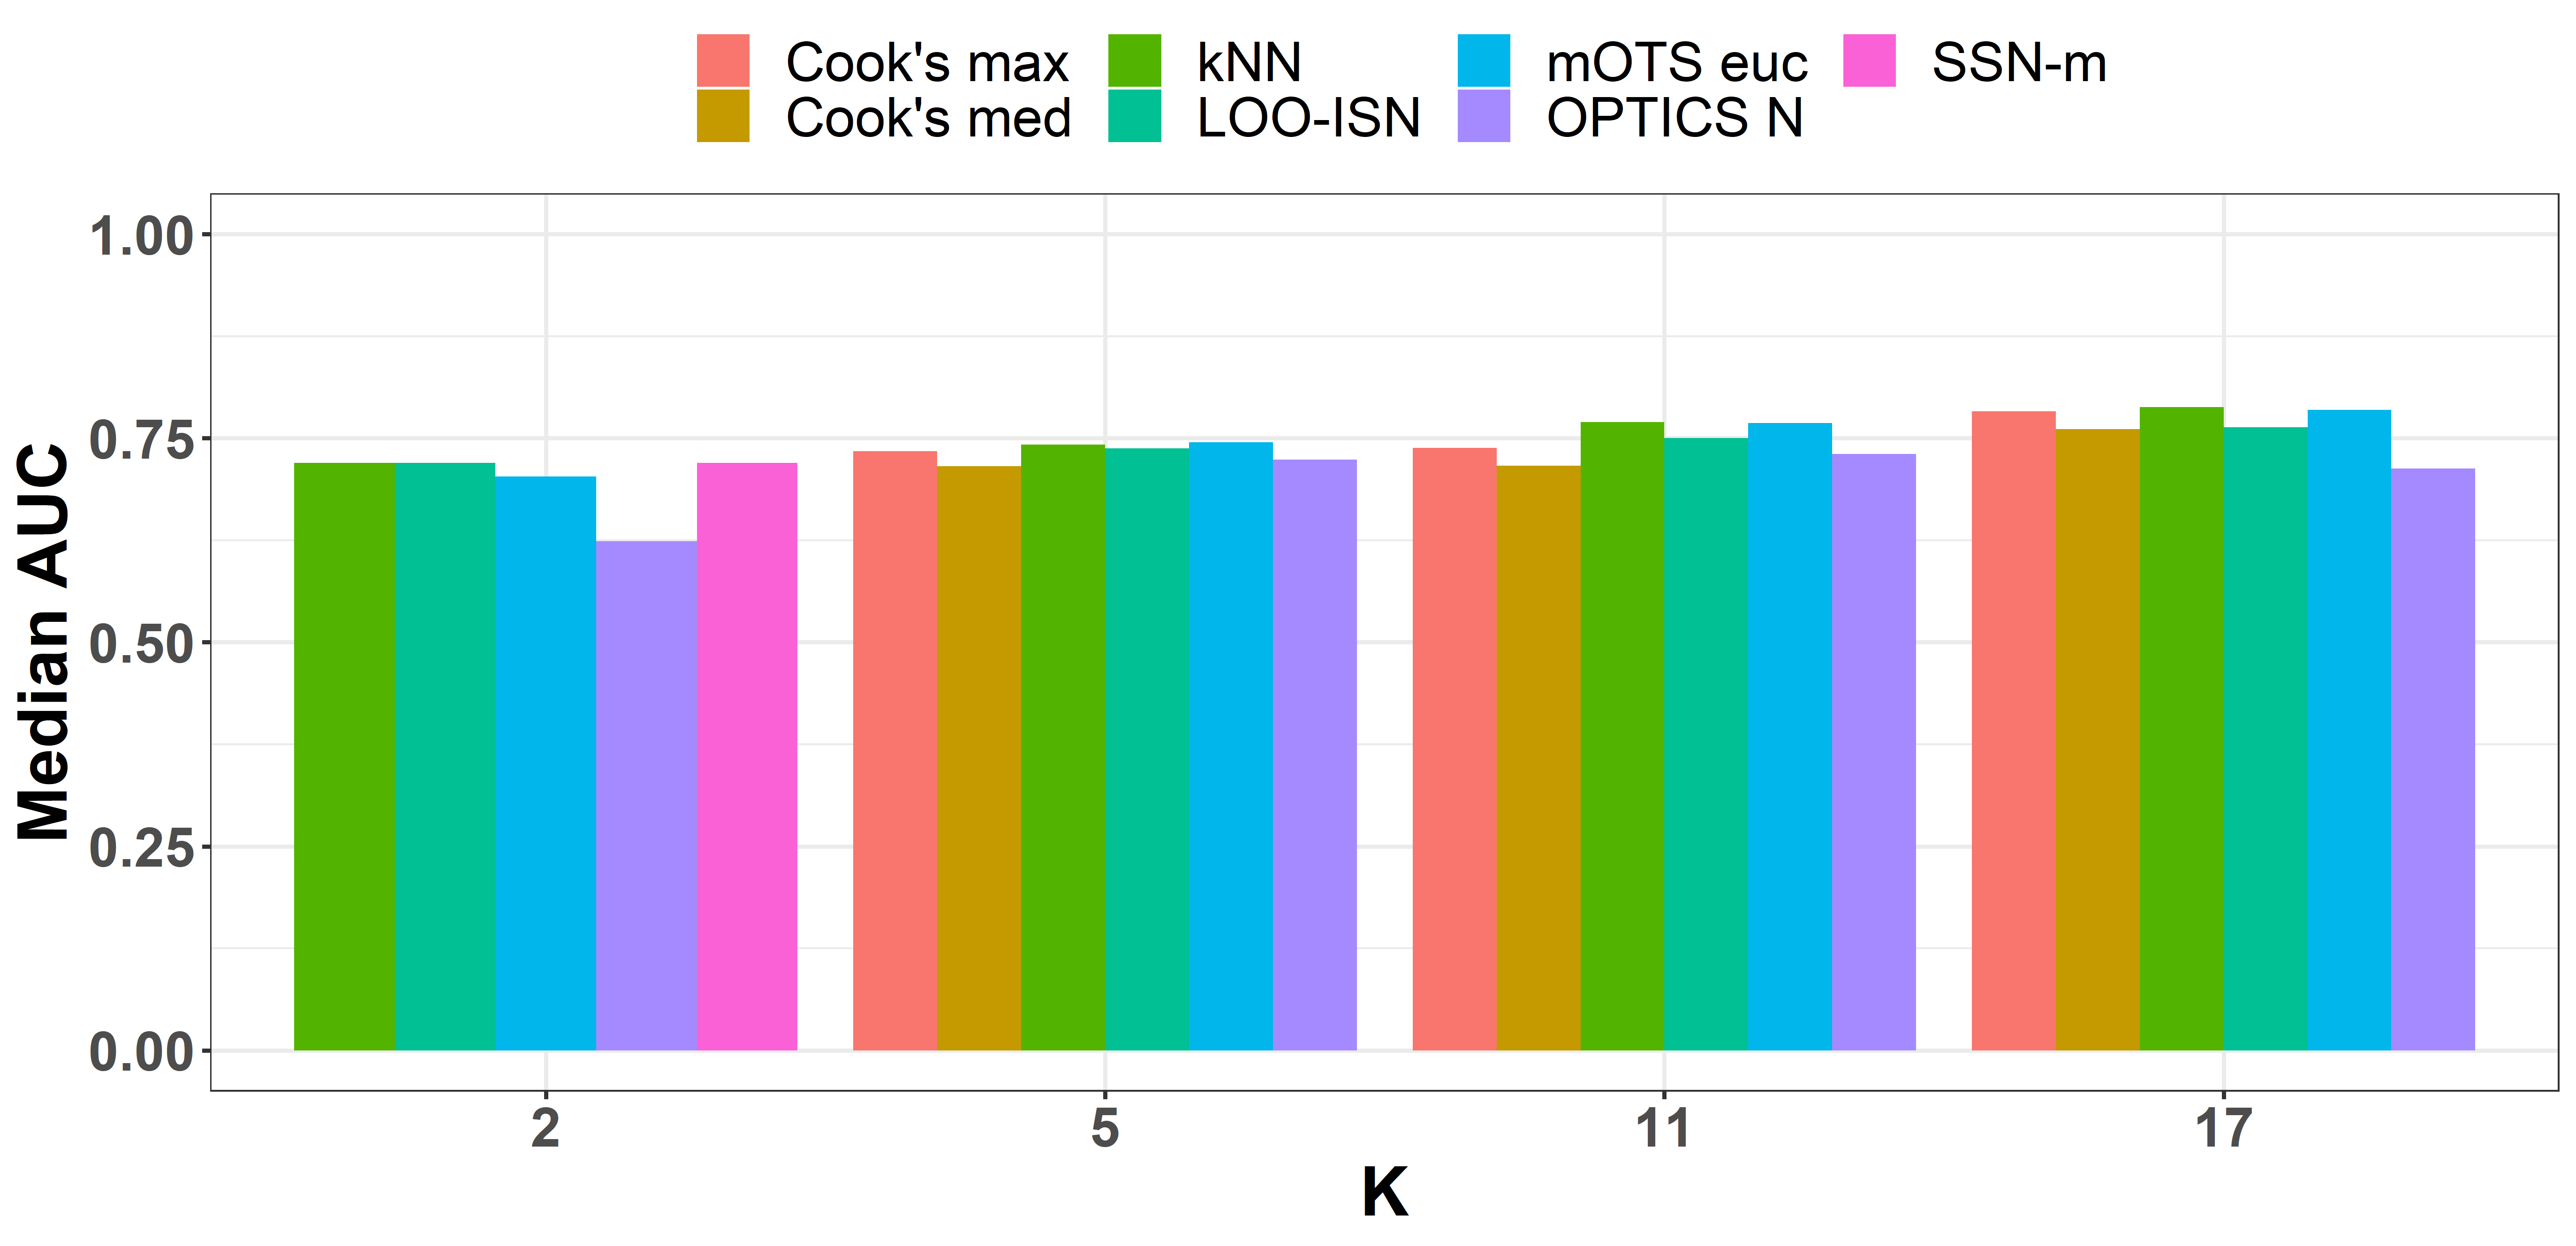 Cook's max kNN mOTS euc SSN-m
Cook's med LOO-ISN OPTICS N
1.00
0.75
0.50
0.25
0.00
Median AUC
2 5 11 17
K